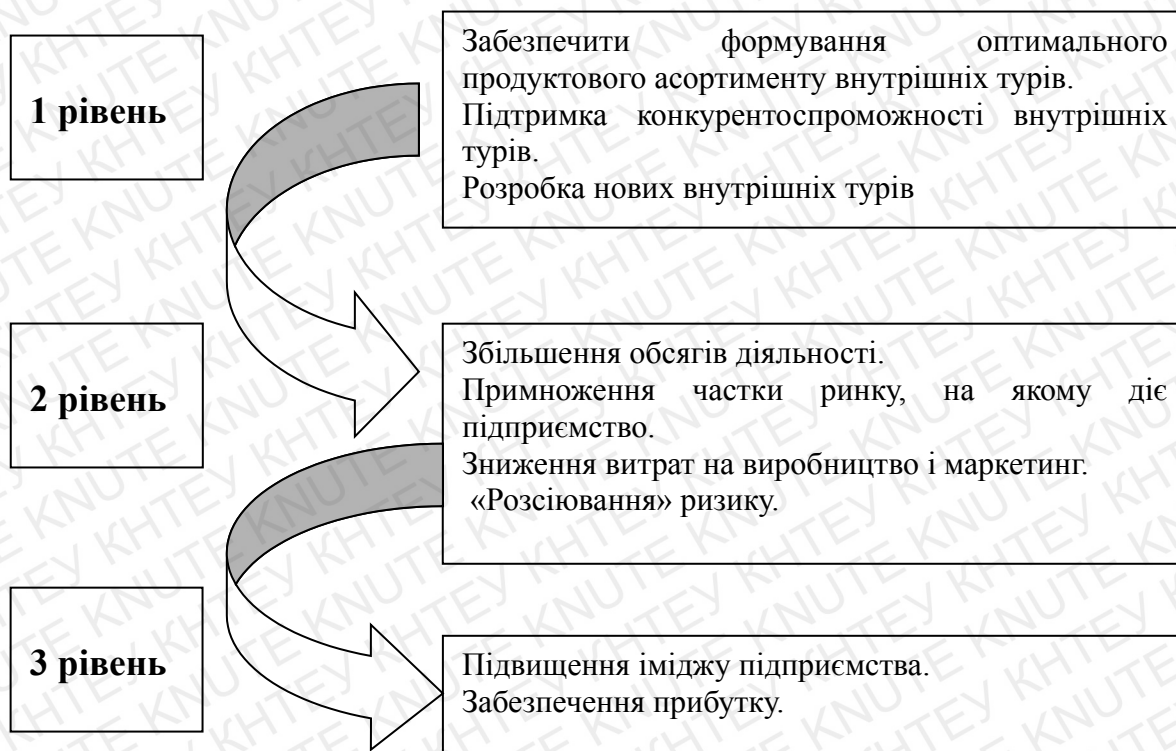 1 рівень
Забезпечити формування оптимального
продуктового асортименту внутрішніх турів.
Підтримка конкурентоспроможності внутрішніх
турів.
Розробка нових внутрішніх турів
2 рівень
Збільшення обсягів діяльності.
Примноження частки ринку, на якому діє
підприємство.
Зниження витрат на виробництво і маркетинг.
«Розсіювання» ризику.
3 рівень
Підвищення іміджу підприємства.
Забезпечення прибутку.